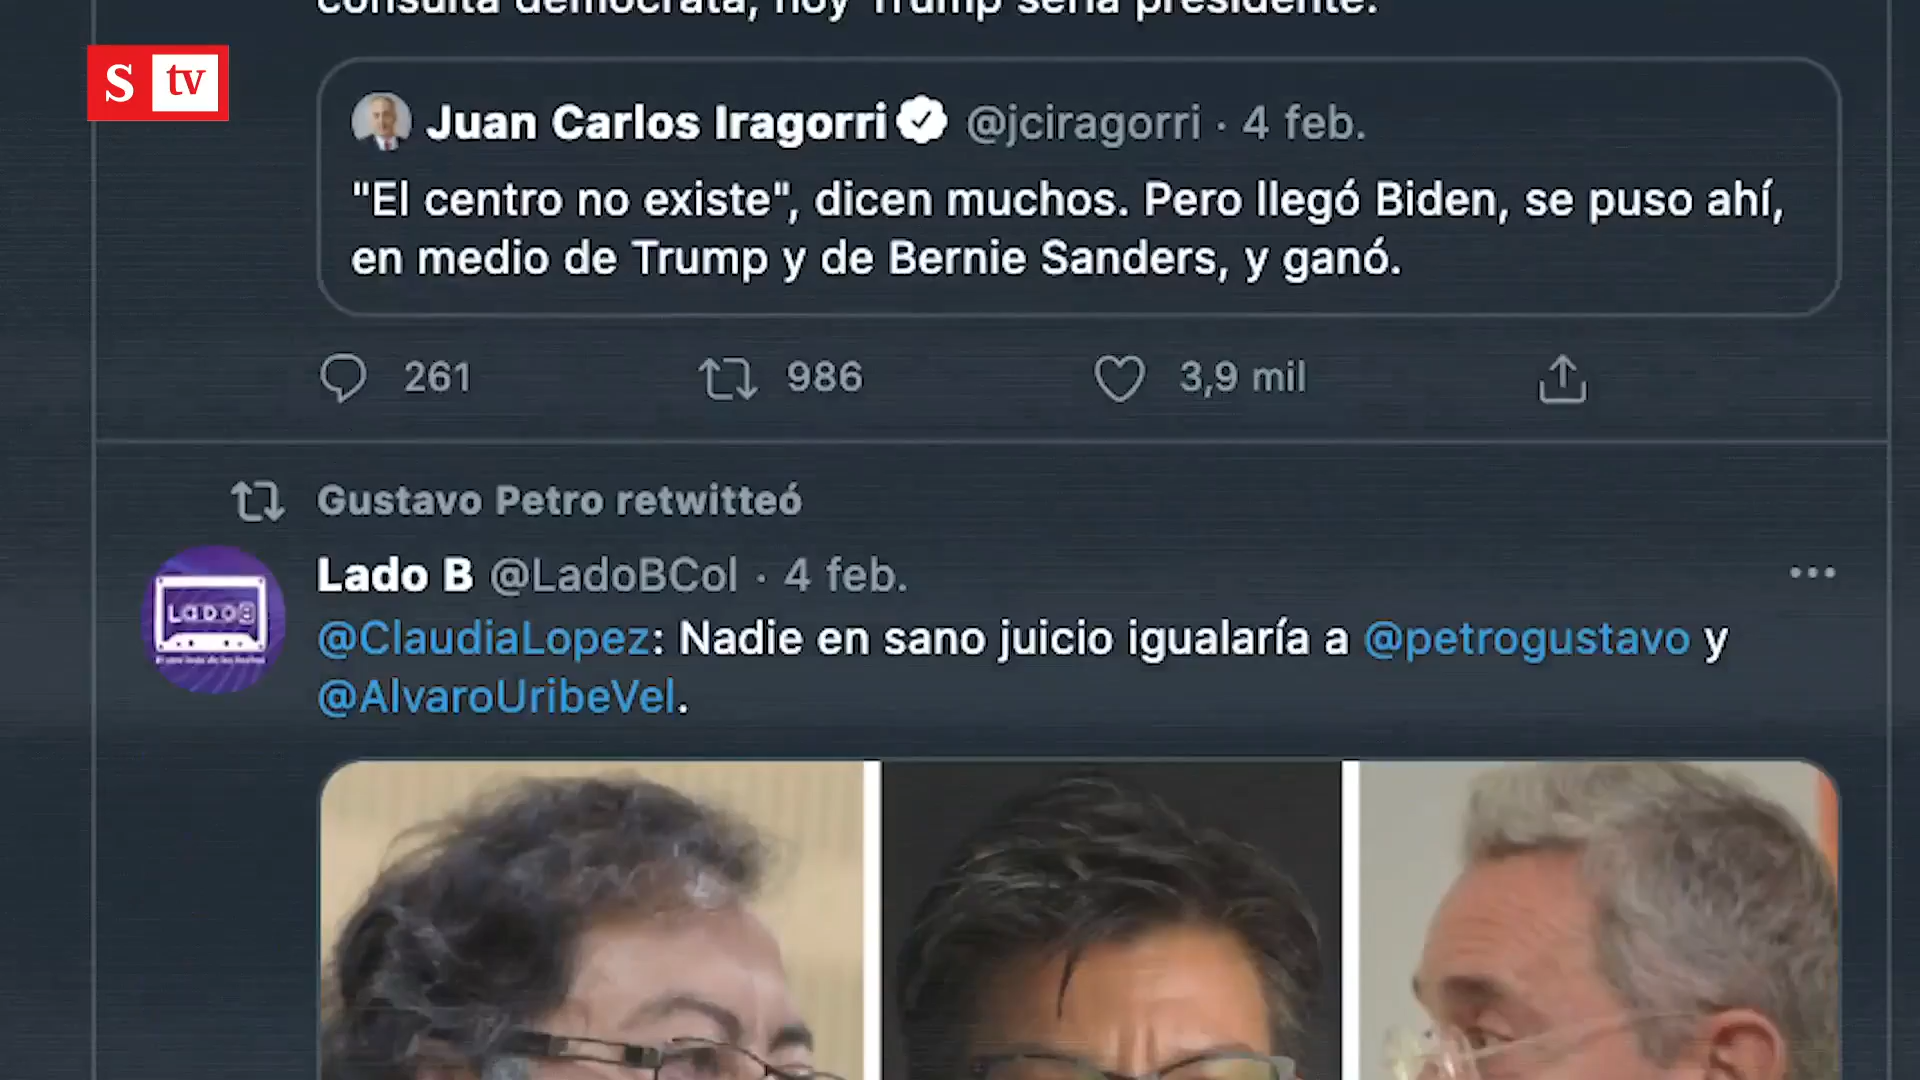 consulta demócrata, hoy Trump sería presidente.
S tv
Juan Carlos Iragorri @jciragorri · 4 feb.
"El centro no existe", dicen muchos. Pero llegó Biden, se puso ahí,
en medio de Trump y de Bernie Sanders, y ganó.
261 986 3,9 mil
Gustavo Petro retwitteó
Lado B @LadoBCol · 4 feb.
LADOB
@ClaudiaLopez: Nadie en sano juicio igualaría a @petrogustavo y
@AlvaroUribeVel.